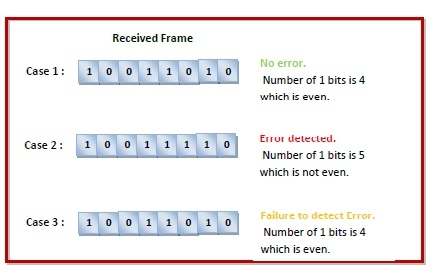 Received Frame
Case 1 : 1 0 0 1 1 0 1 0 No error.
Number of 1 bits is 4
which is even.
Case 2 : 1 0 0 1 1 1 1 0 Error detected.
Number of 1 bits is 5
which is not even.
Case 3 : 1 0 0 1 1 0 1 0 Failure to detect Error.
Number of 1 bits is 4
which is even.